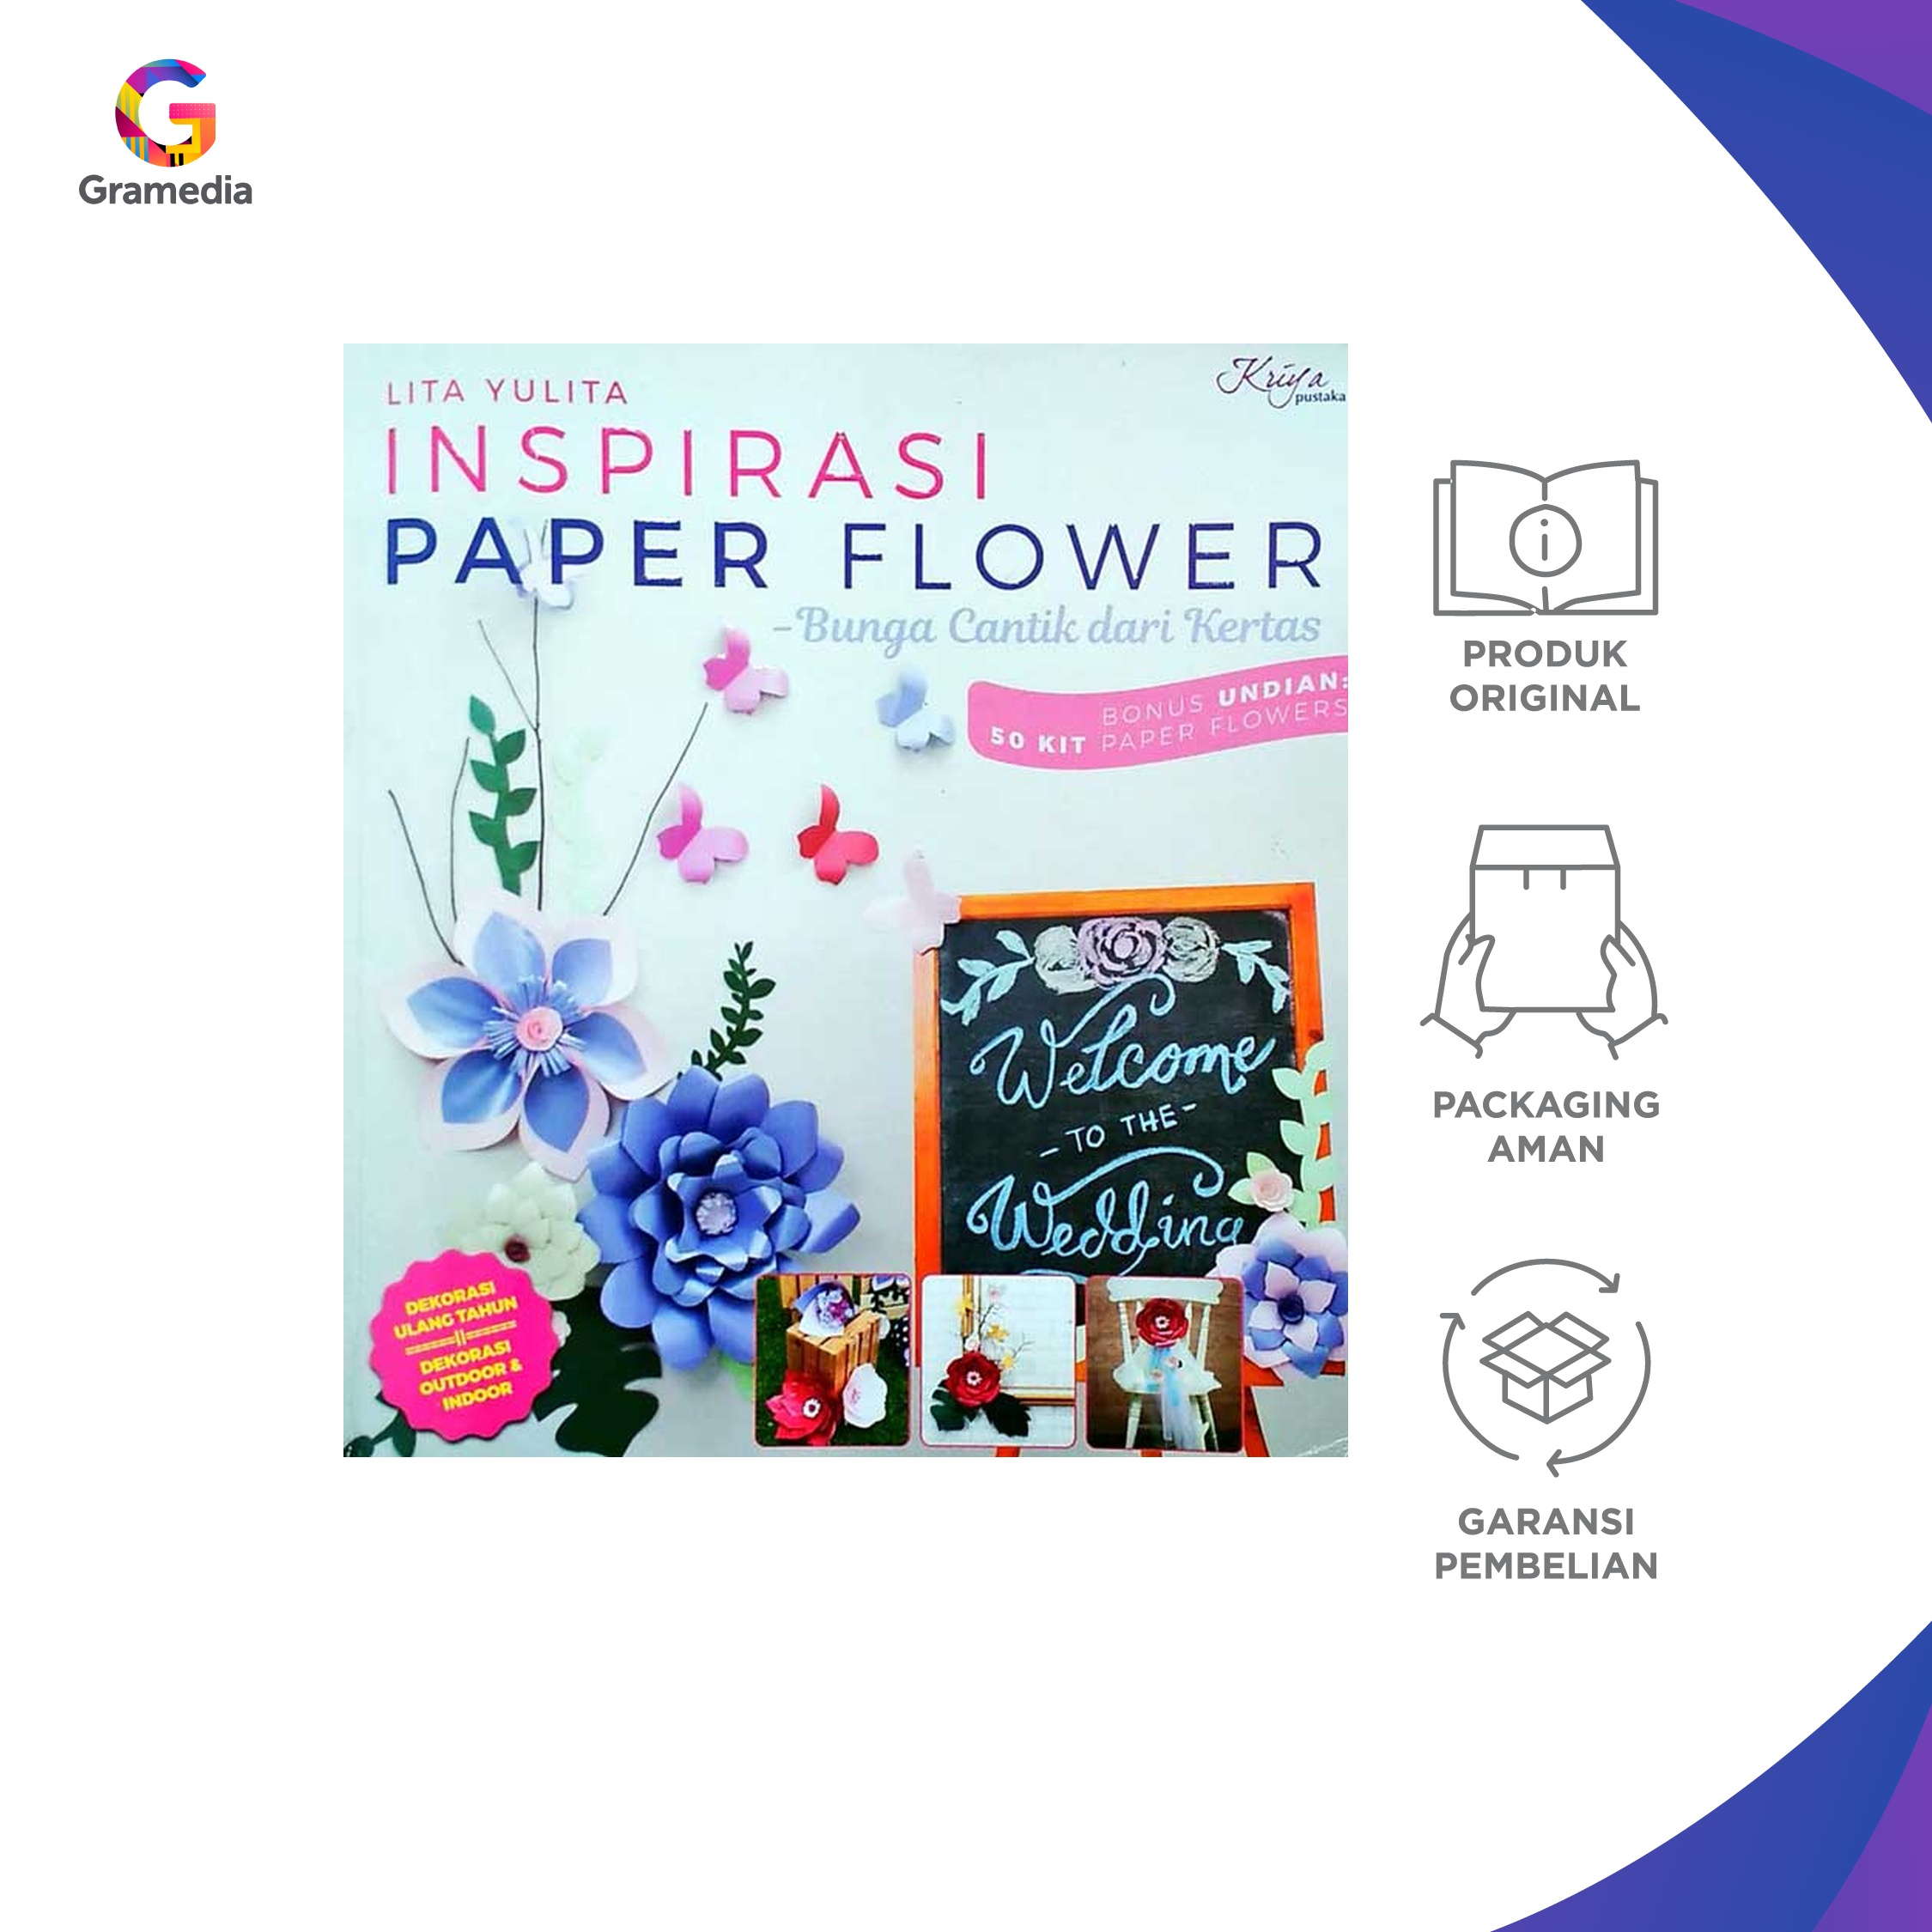 Gramedia
LITA YULITA
Kriya
pustaka
INSPIRASI
PAPER FLOWER
-Bunga Cantik dari Kertas
BONUS UNDIAN:
50 KIT PAPER FLOWERS
Welcome
- TO THE -
Wedding
DEKORASI
ULANG TAHUN
DEKORASI
OUTDOOR &
INDOOR
PRODUK
ORIGINAL
PACKAGING
AMAN
GARANSI
PEMBELIAN